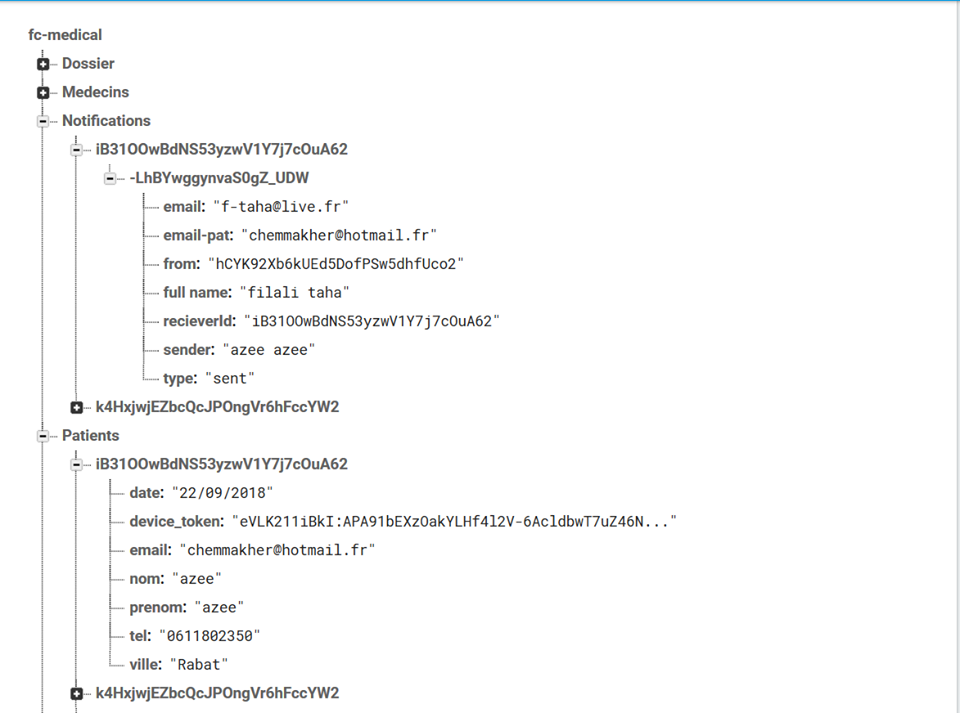 fc-medical
Dossier
Medecins
Notifications
iB31OOwBdNS53yzwV1Y7j7cOuA62
-LhBYwggynvaS0gZ_UDW
email: "f-taha@live.fr"
email-pat: "chemmakher@hotmail.fr"
from: "hCYK92Xb6kUEd5DofPSw5dhfUco2"
full name: "filali taha"
recieverId: "iB31OOwBdNS53yzwV1Y7j7cOuA62"
sender: "azee azee"
type: "sent"
k4HxjwjEZbcQcJPOngVr6hFccYW2
Patients
iB31OOwBdNS53yzwV1Y7j7cOuA62
date: "22/09/2018"
device_token: "eVLK211iBkI:APA91bEXzOakYLHf4l2V-6AcldbwT7uZ46N..."
email: "chemmakher@hotmail.fr"
nom: "azee"
prenom: "azee"
tel: "0611802350"
ville: "Rabat"
k4HxjwjEZbcQcJPOngVr6hFccYW2